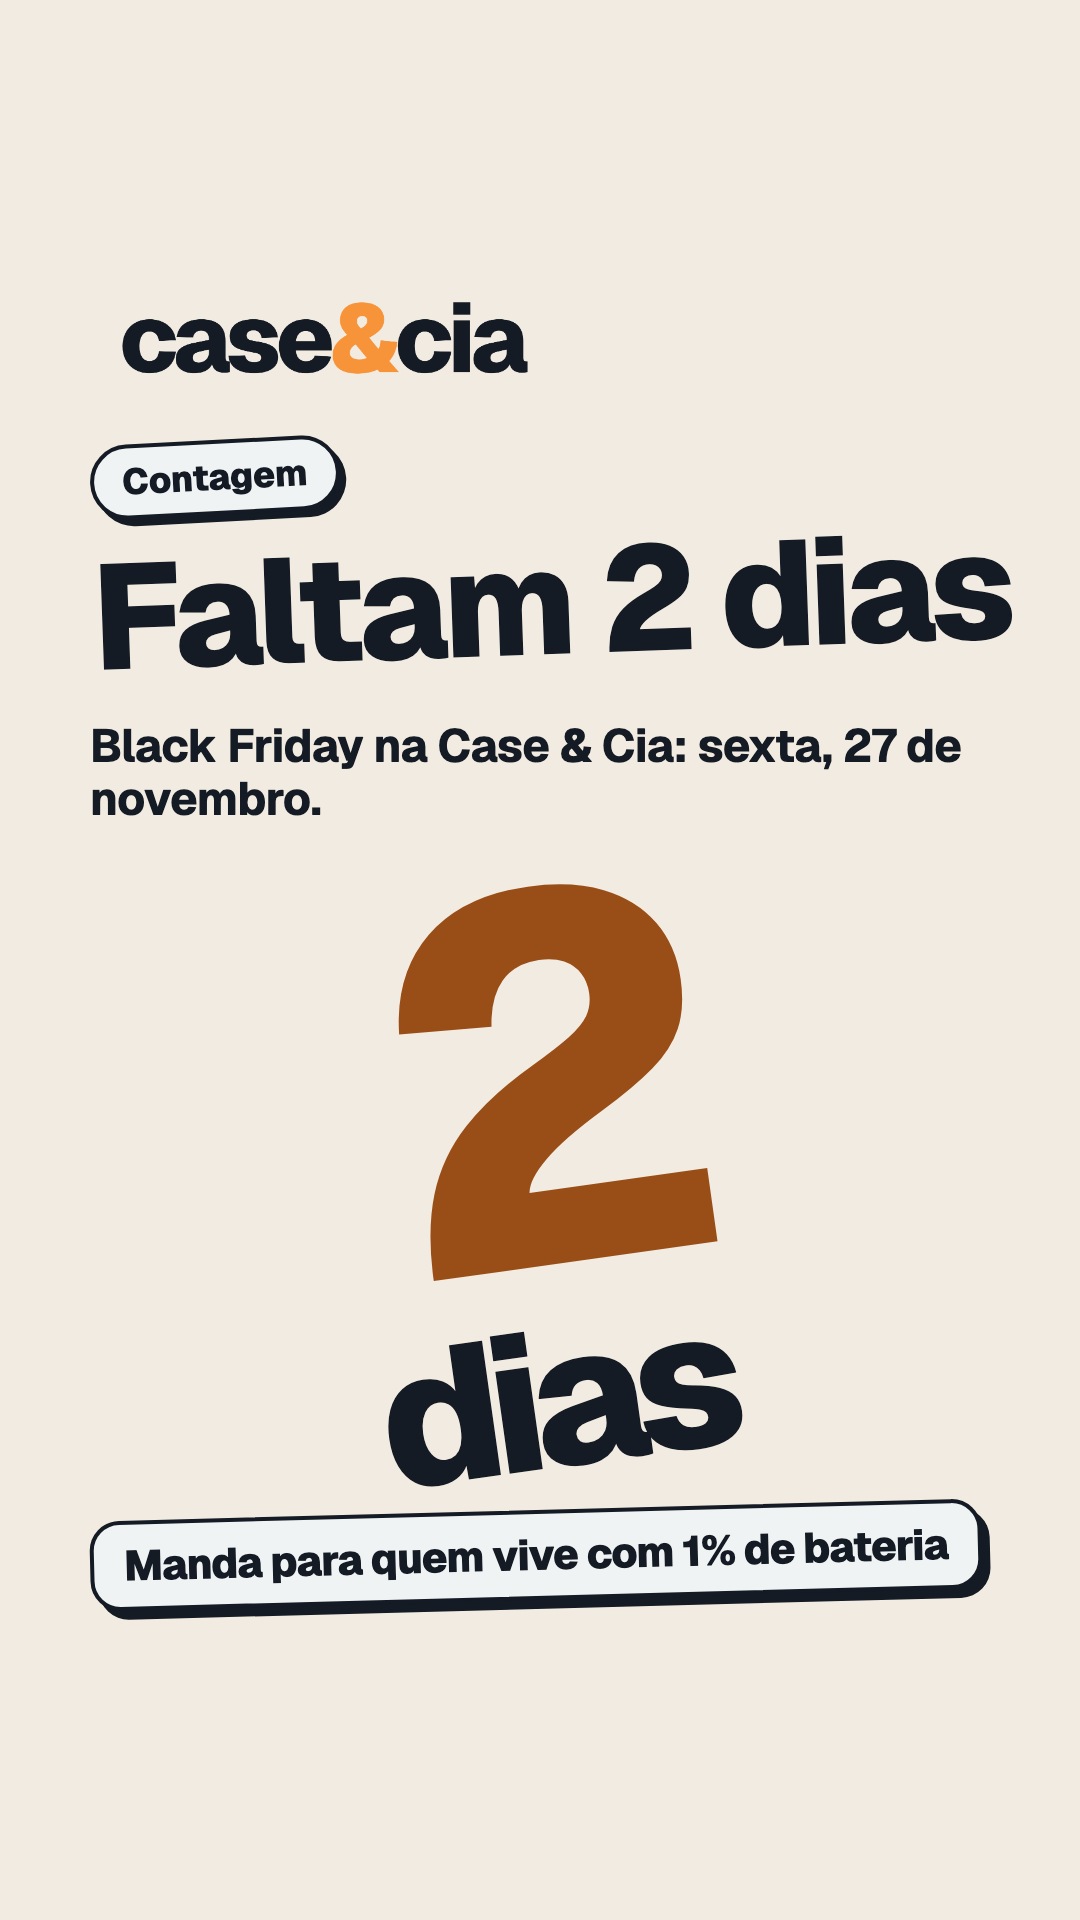 case&cia
Contagem
Faltam 2 dias
Black Friday na Case & Cia: sexta, 27 de
novembro.
2
dias
Manda para quem vive com 1% de bateria